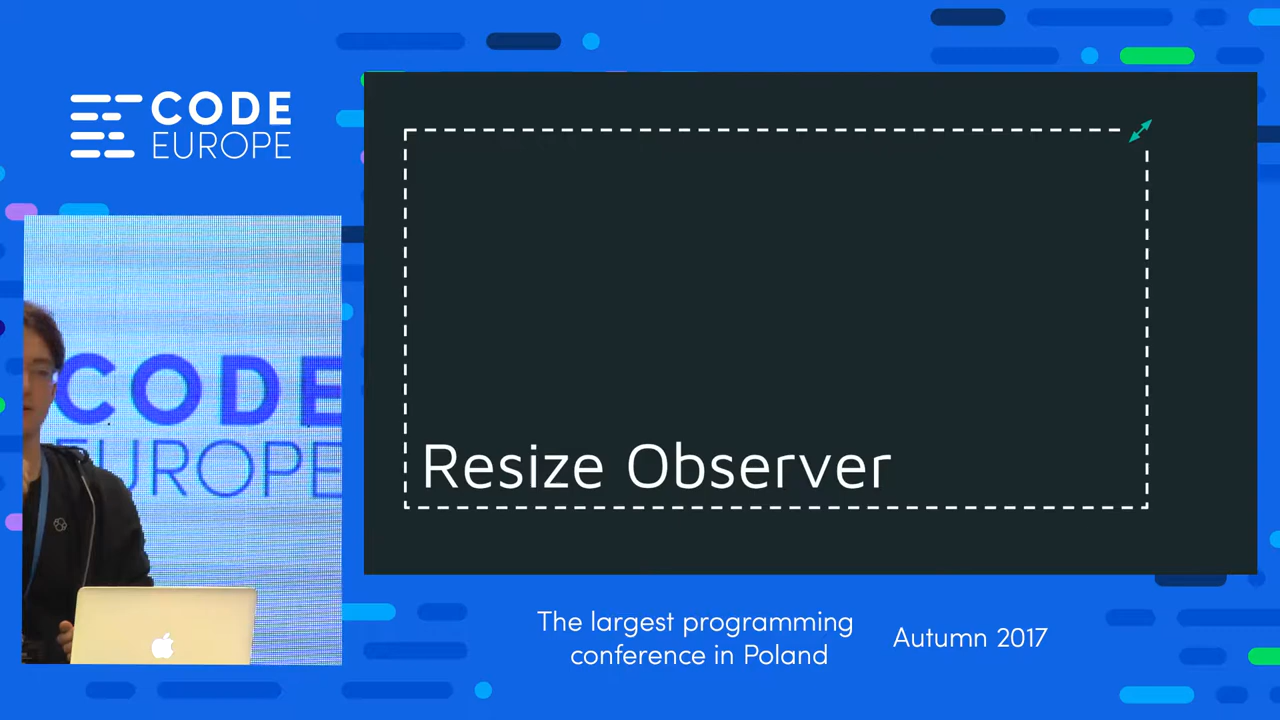 CODE
EUROPE
CODE
EUROPE
Resize Observer
The largest programming
conference in Poland
Autumn 2017